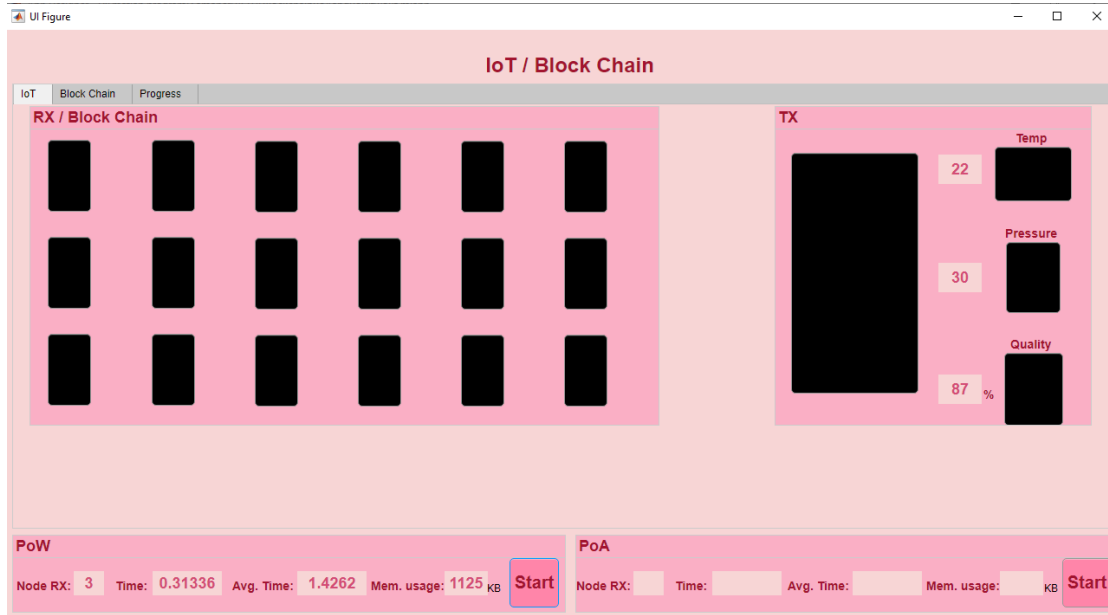 UI Figure
IoT / Block Chain
IoT Block Chain Progress
RX / Block Chain
TX
Temp
22
Pressure
30
Quality
87 %
PoW
Node RX: 3 Time: 0.31336 Avg. Time: 1.4262 Mem. usage: 1125 KB Start
PoA
Node RX: Time: Avg. Time: Mem. usage: KB Start